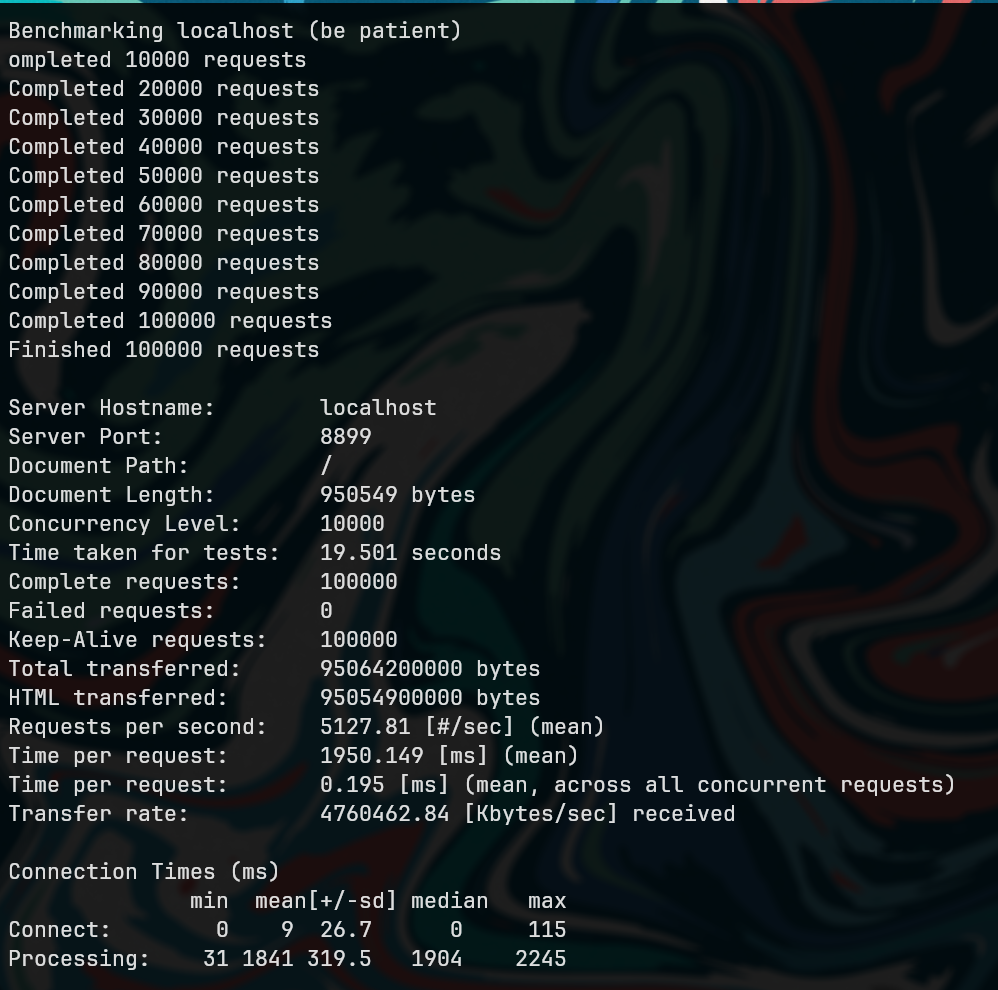 Benchmarking localhost (be patient)
ompleted 10000 requests
Completed 20000 requests
Completed 30000 requests
Completed 40000 requests
Completed 50000 requests
Completed 60000 requests
Completed 70000 requests
Completed 80000 requests
Completed 90000 requests
Completed 100000 requests
Finished 100000 requests

Server Hostname:        localhost
Server Port:            8899
Document Path:          /
Document Length:        950549 bytes
Concurrency Level:      10000
Time taken for tests:   19.501 seconds
Complete requests:      100000
Failed requests:        0
Keep-Alive requests:    100000
Total transferred:      95064200000 bytes
HTML transferred:       95054900000 bytes
Requests per second:    5127.81 [#/sec] (mean)
Time per request:       1950.149 [ms] (mean)
Time per request:       0.195 [ms] (mean, across all concurrent requests)
Transfer rate:          4760462.84 [Kbytes/sec] received

Connection Times (ms)
              min  mean[+/-sd] median   max
Connect:        0    9  26.7      0     115
Processing:    31 1841 319.5   1904    2245